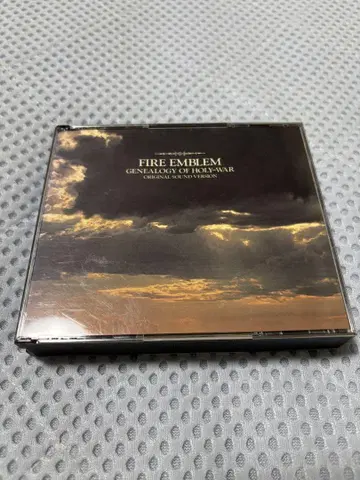 FIRE EMBLEM
GENEALOGY OF HOLY-WAR
ORIGINAL SOUND VERSION